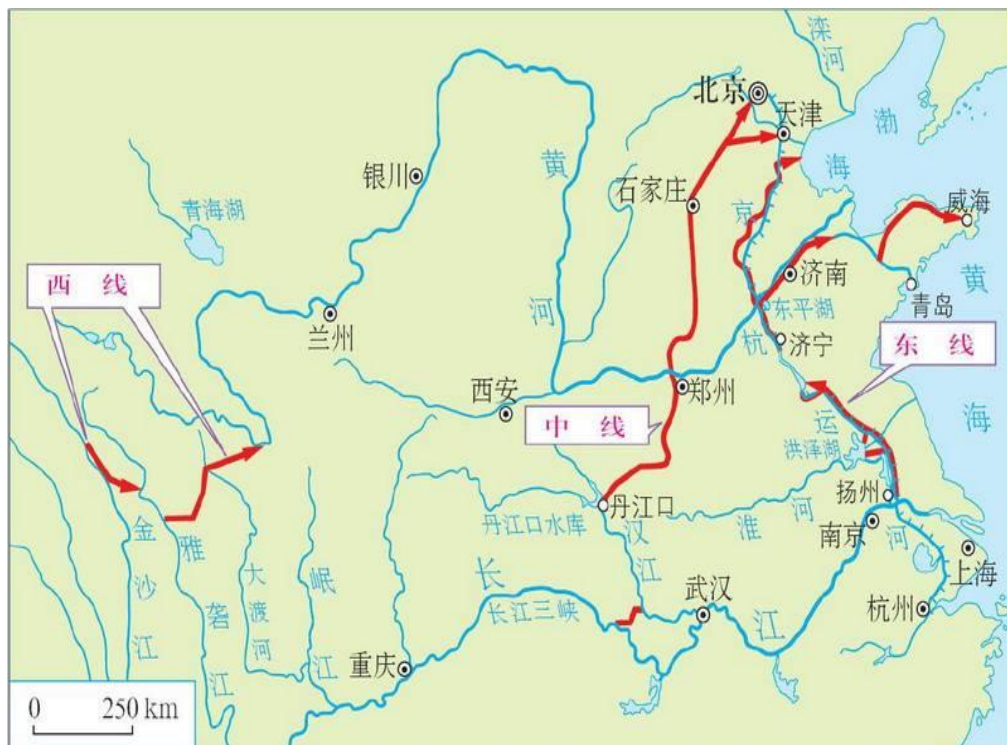 滦河
北京
天津
渤海
黄河
银川
石家庄
京杭运河
威海
青海湖
济南
黄海
西 线
东平湖
青岛
兰州
济宁
东 线
西安
郑州
中 线
洪泽湖
扬州
丹江口
丹江口水库
汉江
淮河
南京
金沙江
雅砻江
大渡河
岷江
长江
长江三峡
武汉
上海
杭州
重庆
0 250 km